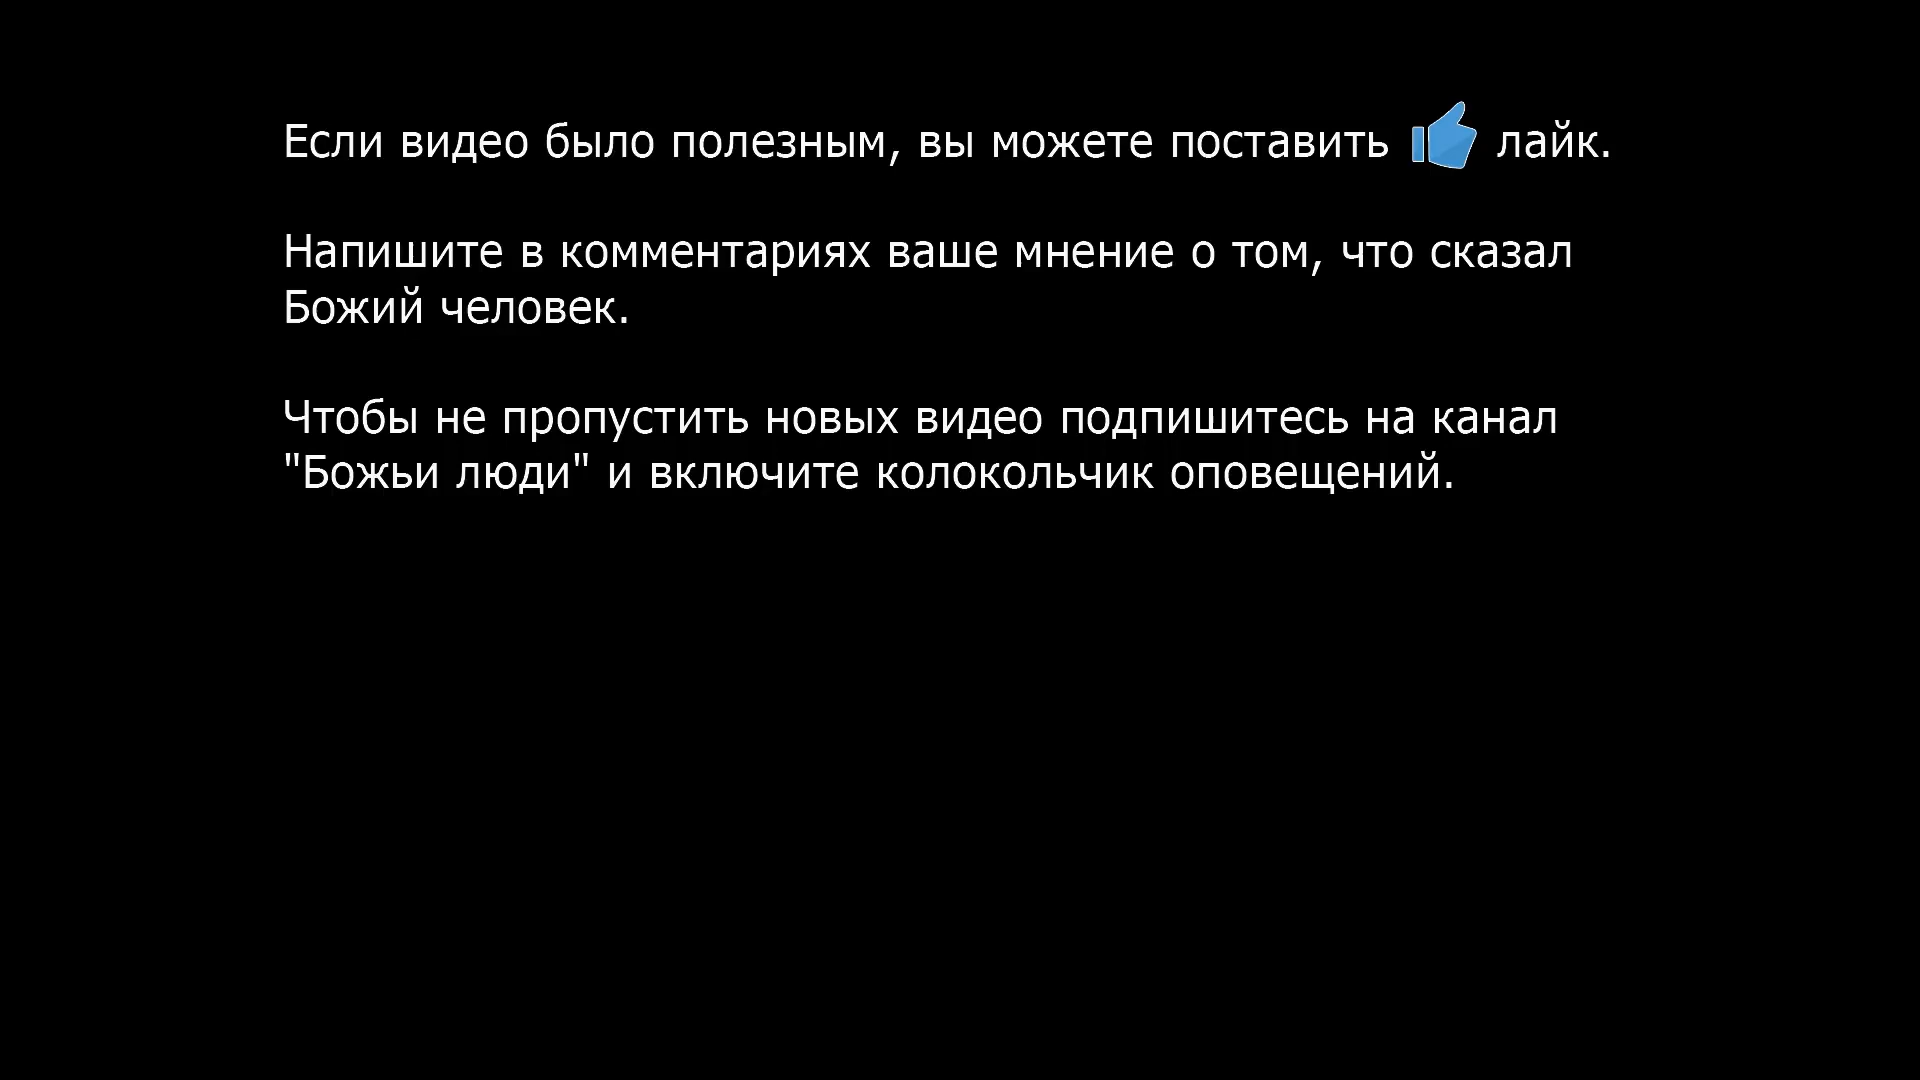 Если видео было полезным, вы можете поставить лайк.
Напишите в комментариях ваше мнение о том, что сказал
Божий человек.
Чтобы не пропустить новых видео подпишитесь на канал
"Божьи люди" и включите колокольчик оповещений.